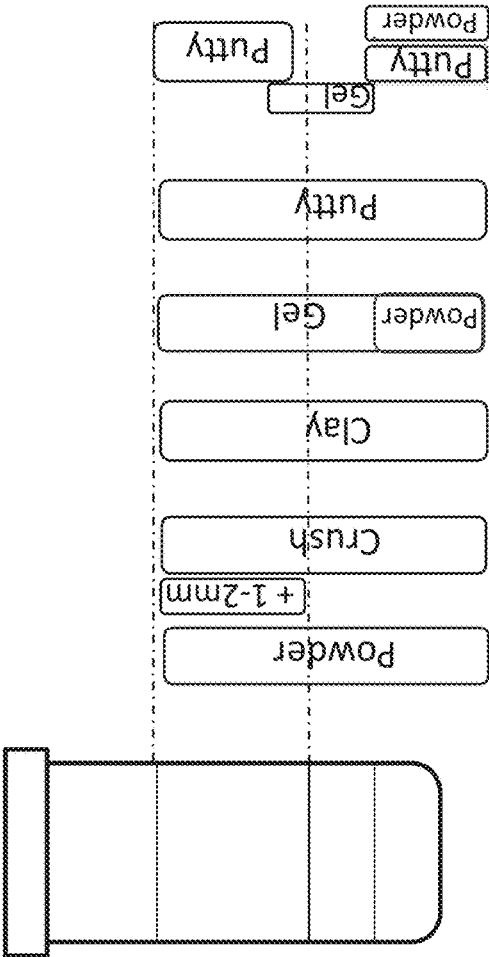 Powder
+ 1-2mm
Crush
Clay
Powder
Gel
Putty
Gel
Putty
Putty
Powder